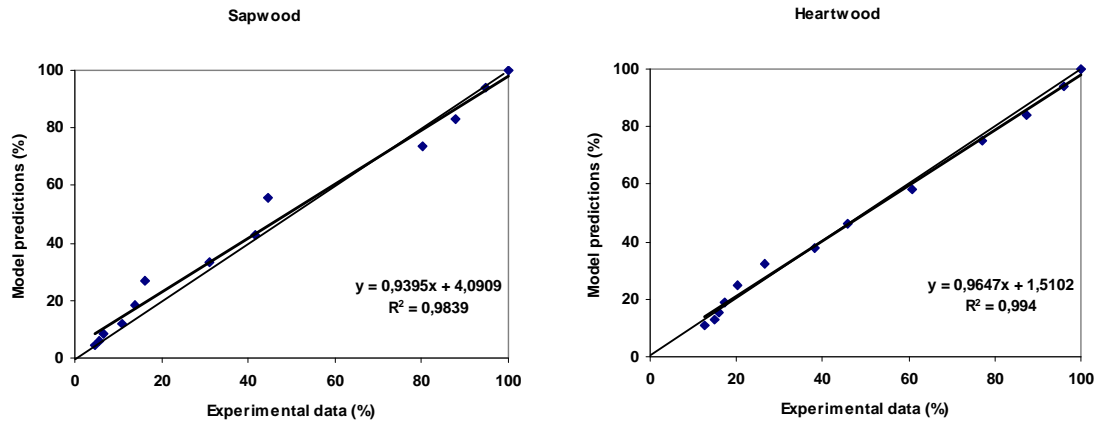 Sapwood
100
80
60
40
20
0
Model predictions (%)
y = 0,9395x + 4,0909
R² = 0,9839
0 20 40 60 80 100
Experimental data (%)
Heartwood
100
80
60
40
20
0
Model predictions (%)
y = 0,9647x + 1,5102
R² = 0,994
0 20 40 60 80 100
Experimental data (%)